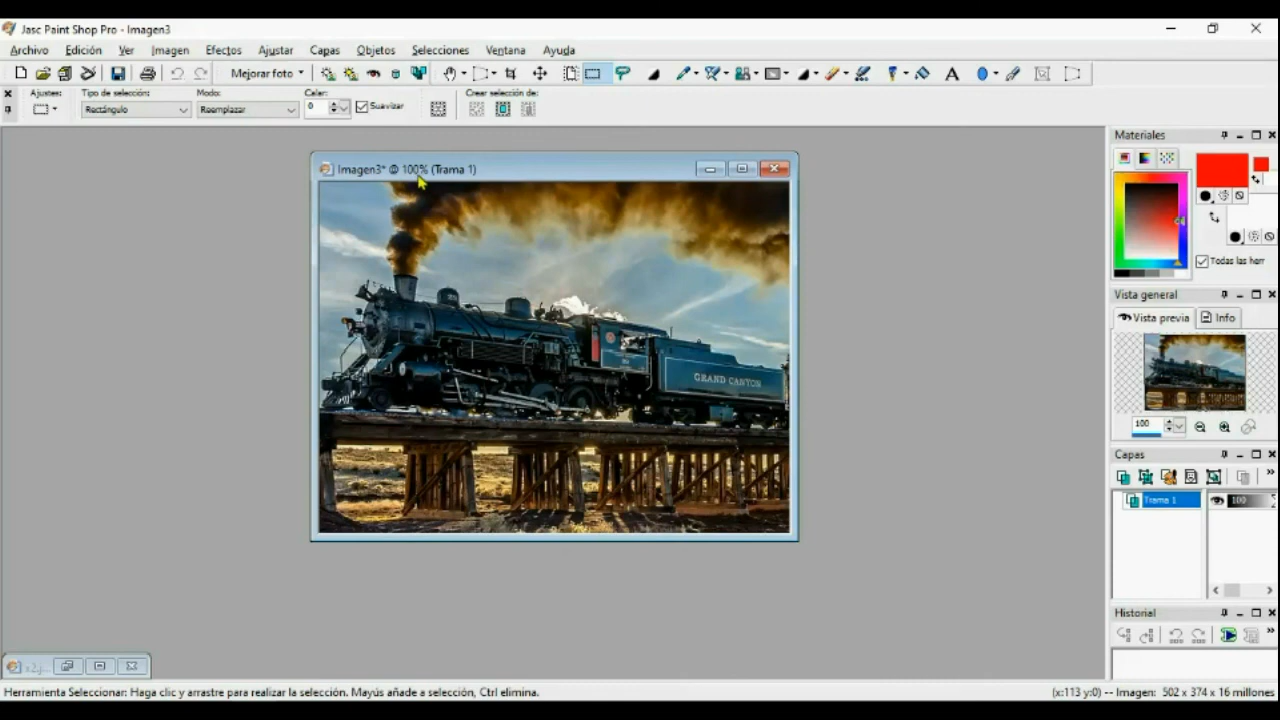 Jasc Paint Shop Pro - Imagen3
Archivo Edición Ver Imagen Efectos Ajustar Capas Objetos Selecciones Ventana Ayuda
Mejorar foto
Ajustes: Tipo de selección: Modo: Calar: Crear selección de:
Rectángulo Reemplazar 0 Suavizar
Materiales
Imagen3* @ 100% (Trama 1)
Todas las herr
Vista general
Vista previa Info
GRAND CANYON
100
Capas
Trama 1 100
Historial
Herramienta Seleccionar: Haga clic y arrastre para realizar la selección. Mayús añade a selección, Ctrl elimina.
(x:113 y:0) -- Imagen: 502 x 374 x 16 millones